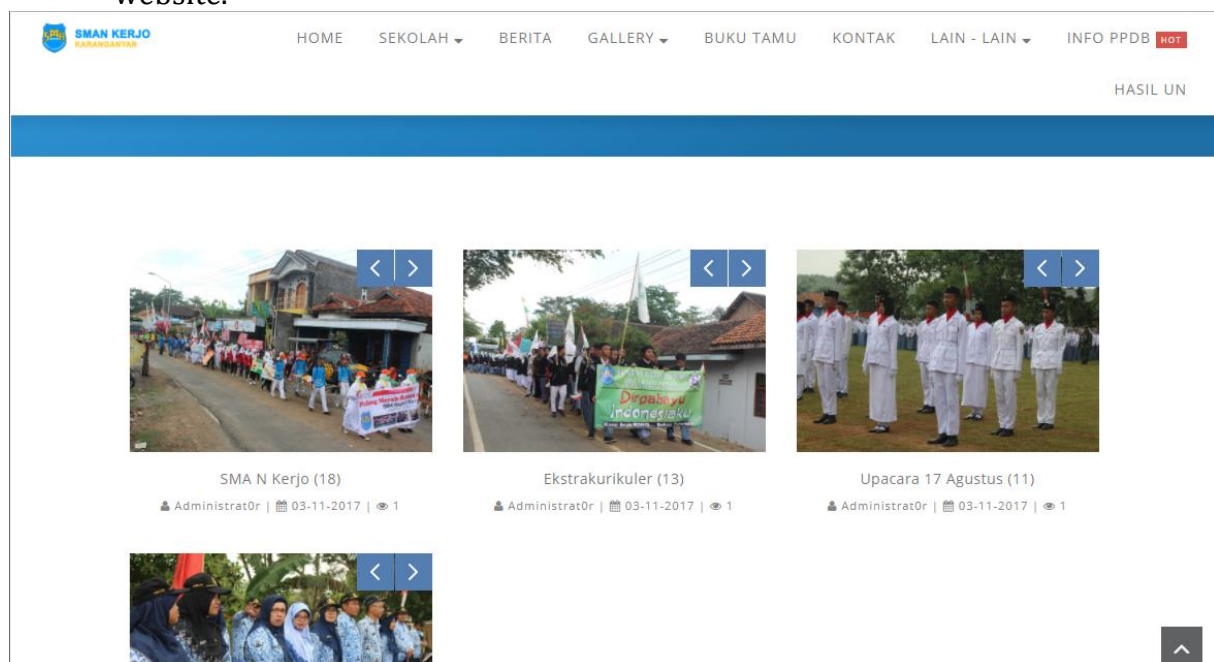 website.
SMAN KERJO
KARANGANYAR
HOME SEKOLAH BERITA GALLERY BUKU TAMU KONTAK LAIN - LAIN INFO PPDB HOT
HASIL UN
Dirgahayu
Indonesiaku
SMA N Kerjo (18)
Administrat0r | 03-11-2017 | 1
Ekstrakurikuler (13)
Administrat0r | 03-11-2017 | 1
Upacara 17 Agustus (11)
Administrat0r | 03-11-2017 | 1